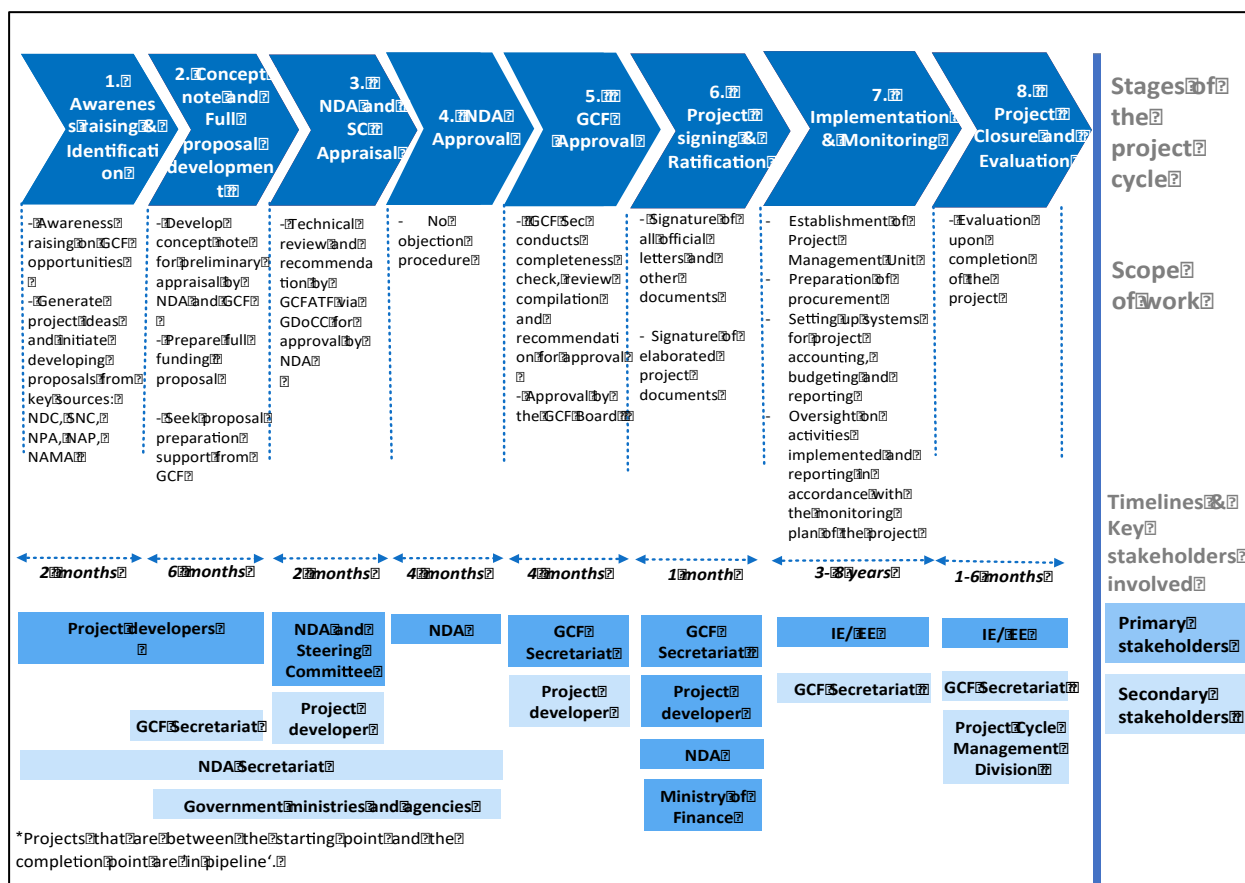 1.
Awarenes
s raising &
Identificati
on
2. Concept
note and
Full
proposal
developmen
t
3.
NDA and
SC
Appraisal
4. NDA
Approval
5.
GCF
Approval
6.
Project
signing &
Ratification
7.
Implementation
& Monitoring
8.
Project
Closure and
Evaluation
Stages of
the
project
cycle
- Awareness
raising on GCF
opportunities
- Generate
project ideas
and initiate
developing
proposals from
key sources:
NDC, SNC,
NPA, NAP,
NAMA
- Develop
concept note
for preliminary
appraisal by
NDA and GCF
- Prepare full
funding
proposal
- Seek proposal
preparation
support from
GCF
- Technical
review and
recommenda
tion by
GCFATF via
GDoCC for
approval by
NDA
- No
objection
procedure
- GCF Sec
conducts
completeness
check, review
compilation
and
recommendati
on for approval
- Approval by
the GCF Board
- Signature of
all official
letters and
other
documents
- Signature of
elaborated
project
documents
- Establishment of
Project
Management Unit
- Preparation of
procurement
- Setting up systems
for project
accounting,
budgeting and
reporting
- Oversight on
activities
implemented and
reporting in
accordance with
the monitoring
plan of the project
- Evaluation
upon
completion
of the
project
Scope
of work
2 months
6 months
2 months
4 months
4 months
1 month
3- 8 years
1-6 months
Timelines &
Key
stakeholders
involved
Project developers
NDA and
Steering
Committee
NDA
GCF
Secretariat
GCF
Secretariat
IE/ EE
IE/ EE
Primary
stakeholders
GCF Secretariat
Project
developer
Project
developer
Project
developer
GCF Secretariat
GCF Secretariat
Secondary
stakeholders
NDA Secretariat
NDA
Project Cycle
Management
Division
Government ministries and agencies
Ministry of
Finance
*Projects that are between the starting point and the
completion point are 'in pipeline'.